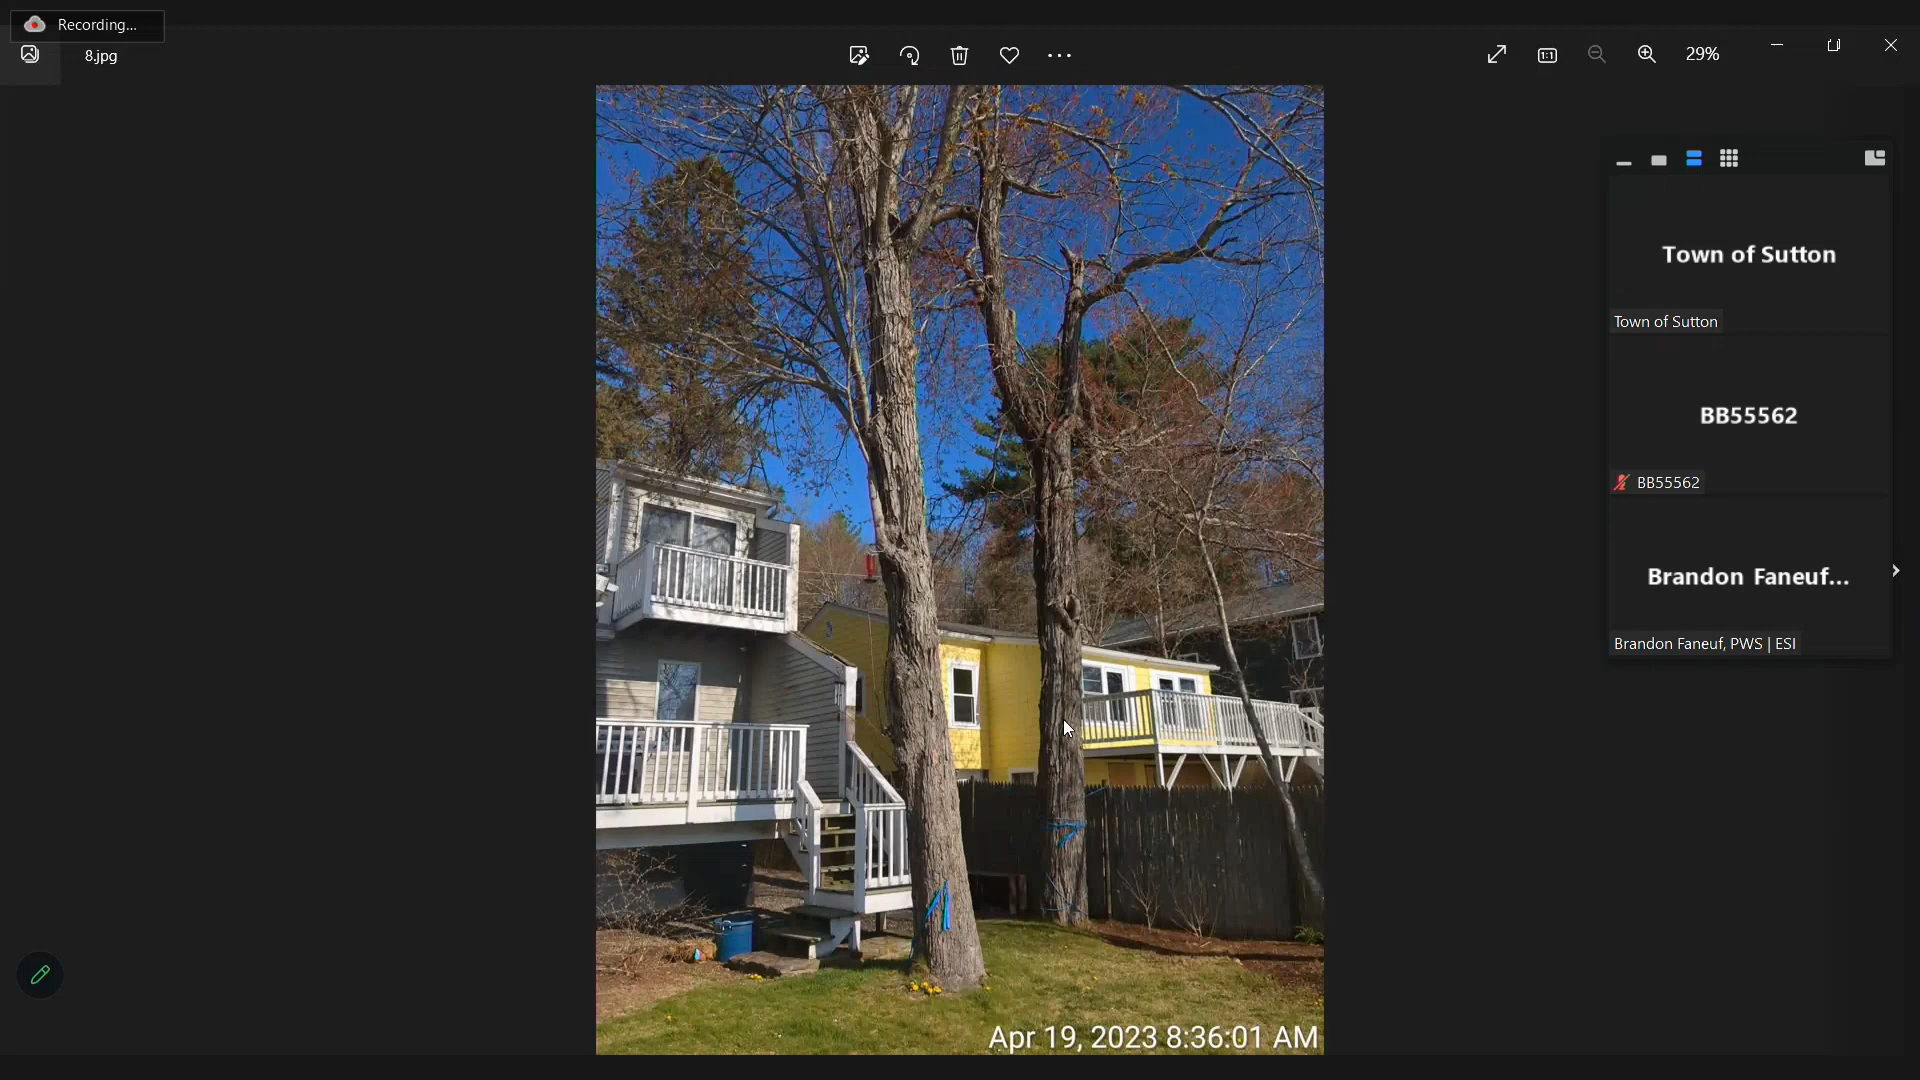 Recording...
8.jpg
29%
Town of Sutton
Town of Sutton
BB55562
BB55562
Brandon Faneuf...
Brandon Faneuf, PWS | ESI
Apr 19, 2023 8:36:01 AM